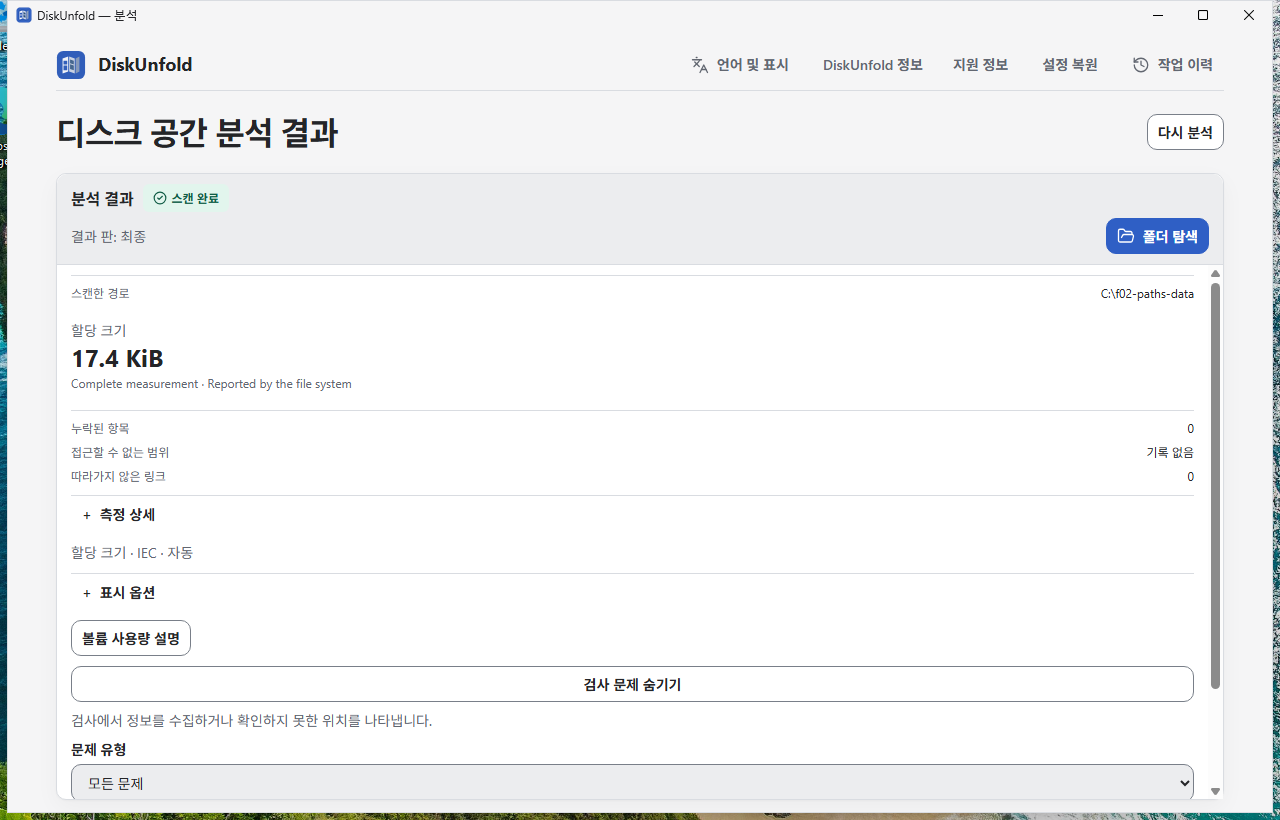 DiskUnfold — 분석
DiskUnfold
언어 및 표시
DiskUnfold 정보
지원 정보
설정 복원
작업 이력
디스크 공간 분석 결과
다시 분석
분석 결과
스캔 완료
결과 판: 최종
폴더 탐색
스캔한 경로
C:\f02-paths-data
할당 크기
17.4 KiB
Complete measurement · Reported by the file system
누락된 항목
0
접근할 수 없는 범위
기록 없음
따라가지 않은 링크
0
+ 측정 상세
할당 크기 · IEC · 자동
+ 표시 옵션
볼륨 사용량 설명
검사 문제 숨기기
검사에서 정보를 수집하거나 확인하지 못한 위치를 나타냅니다.
문제 유형
모든 문제